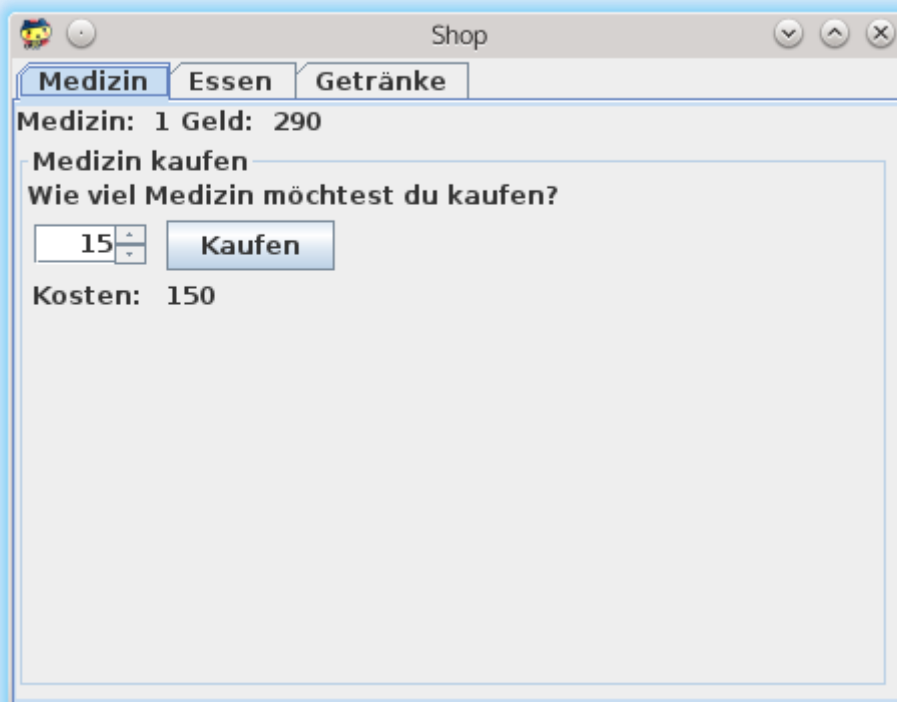 Shop
Medizin Essen Getränke
Medizin: 1 Geld: 290
Medizin kaufen
Wie viel Medizin möchtest du kaufen?
15 Kaufen
Kosten: 150